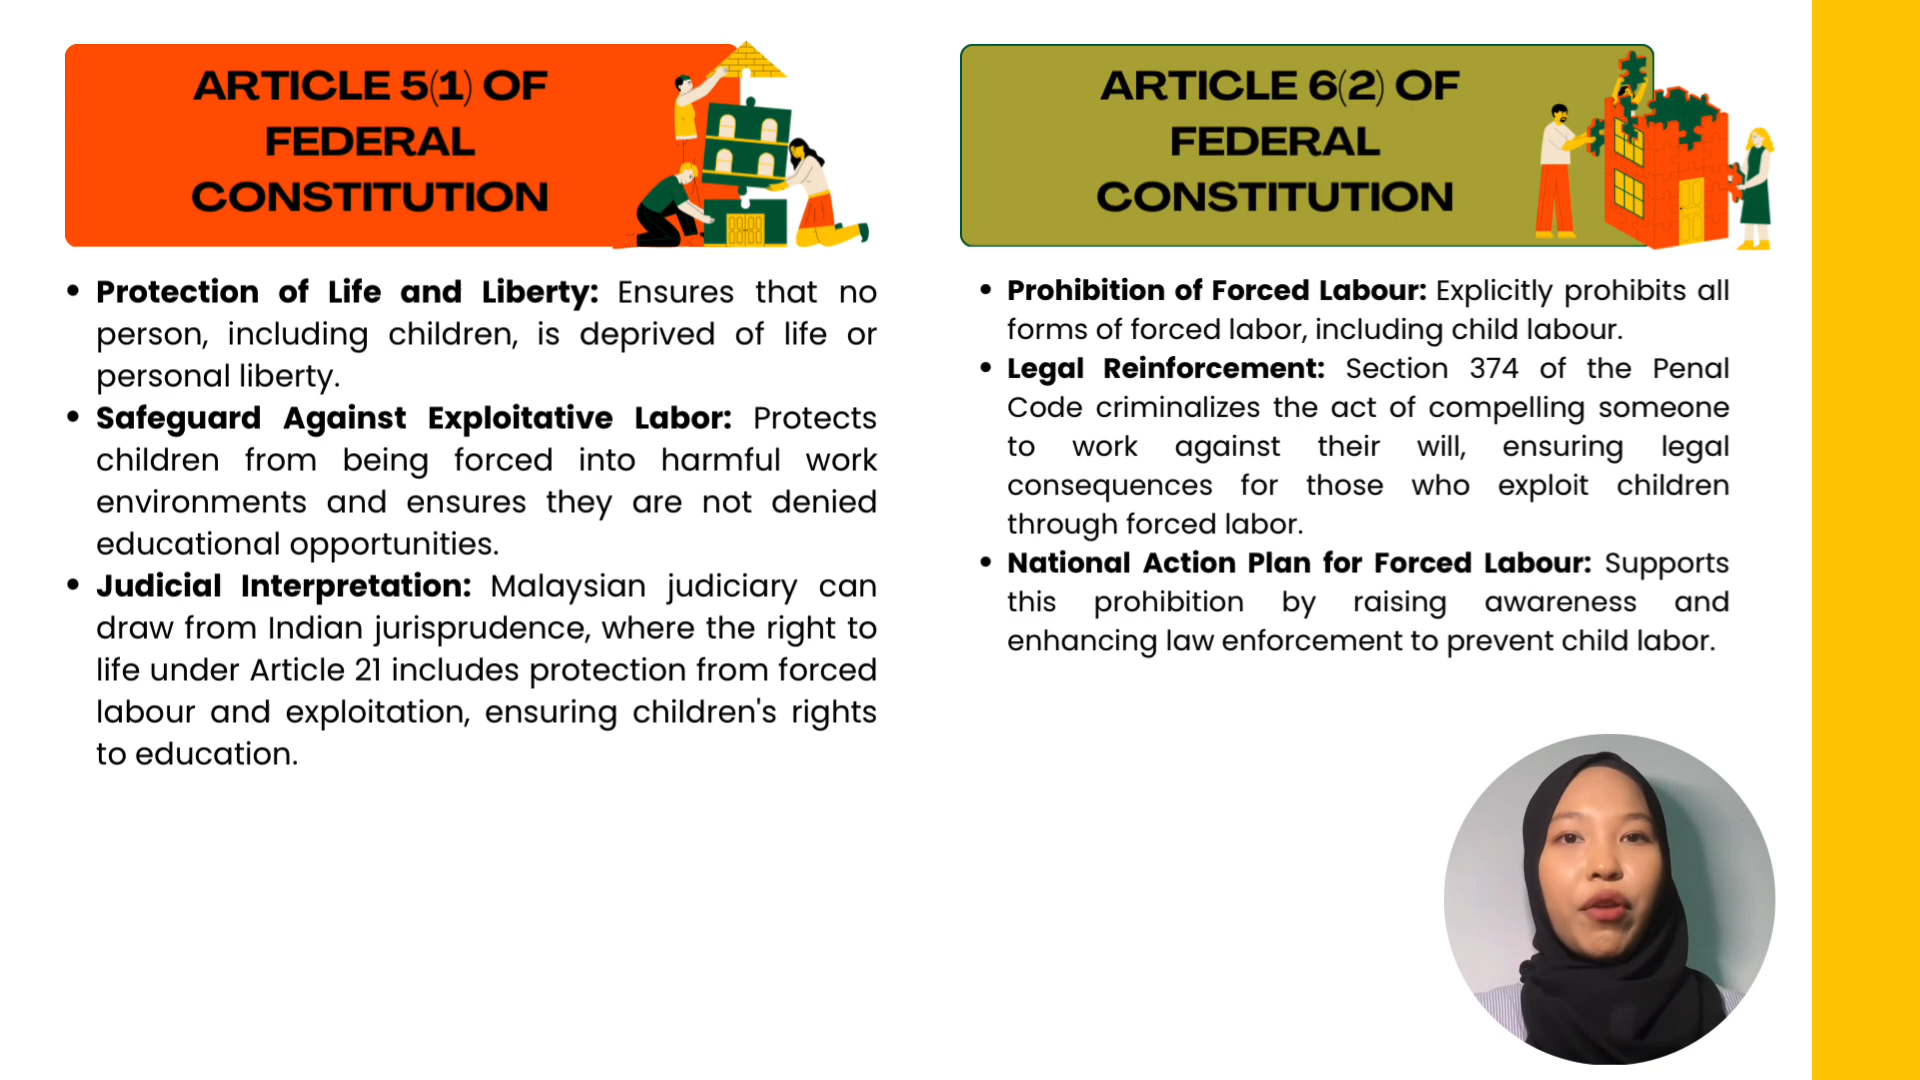 ARTICLE 5(1) OF
FEDERAL
CONSTITUTION
• Protection of Life and Liberty: Ensures that no
person, including children, is deprived of life or
personal liberty.
• Safeguard Against Exploitative Labor: Protects
children from being forced into harmful work
environments and ensures they are not denied
educational opportunities.
• Judicial Interpretation: Malaysian judiciary can
draw from Indian jurisprudence, where the right to
life under Article 21 includes protection from forced
labour and exploitation, ensuring children's rights
to education.
ARTICLE 6(2) OF
FEDERAL
CONSTITUTION
• Prohibition of Forced Labour: Explicitly prohibits all
forms of forced labor, including child labour.
• Legal Reinforcement: Section 374 of the Penal
Code criminalizes the act of compelling someone
to work against their will, ensuring legal
consequences for those who exploit children
through forced labor.
• National Action Plan for Forced Labour: Supports
this prohibition by raising awareness and
enhancing law enforcement to prevent child labor.